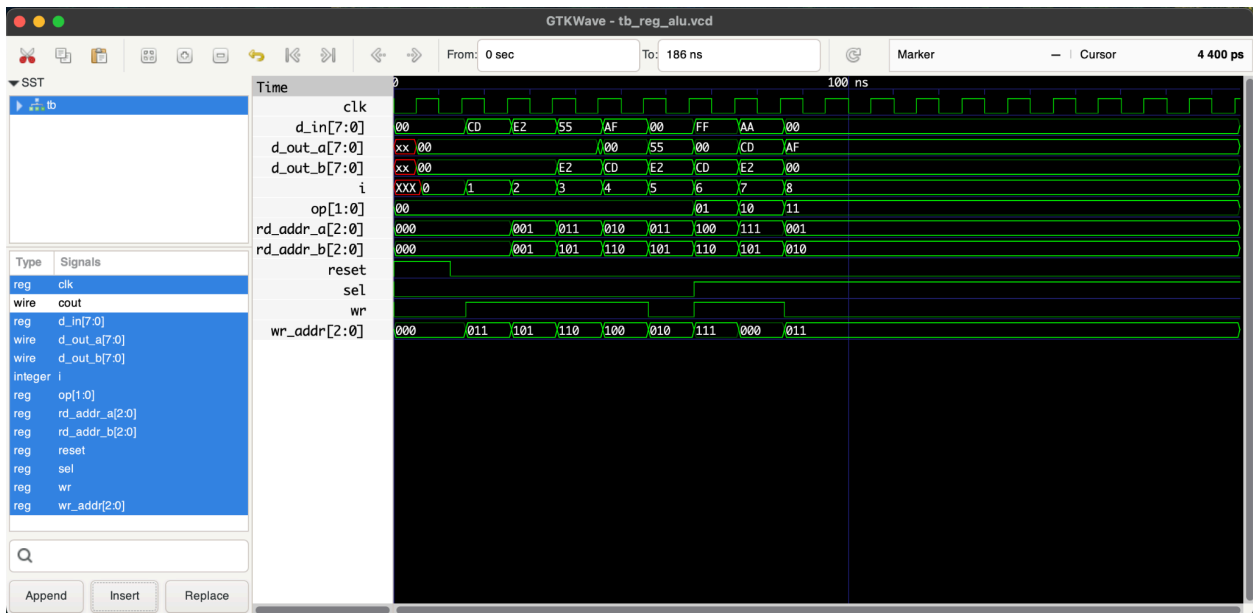 GTKWave - tb_reg_alu.vcd
From: 0 sec To: 186 ns Marker — | Cursor 4 400 ps
SST
tb
Type Signals
reg clk
wire cout
reg d_in[7:0]
wire d_out_a[7:0]
wire d_out_b[7:0]
integer i
reg op[1:0]
reg rd_addr_a[2:0]
reg rd_addr_b[2:0]
reg reset
reg sel
reg wr
reg wr_addr[2:0]
Append Insert Replace
Time 0 100 ns
clk
d_in[7:0] 00 CD E2 55 AF 00 FF AA 00
d_out_a[7:0] xx 00 00 55 00 CD AF
d_out_b[7:0] xx 00 E2 CD E2 CD E2 00
i XXX 0 1 2 3 4 5 6 7 8
op[1:0] 00 01 10 11
rd_addr_a[2:0] 000 001 011 010 011 100 111 001
rd_addr_b[2:0] 000 001 101 110 101 110 101 010
reset
sel
wr
wr_addr[2:0] 000 011 101 110 100 010 111 000 011